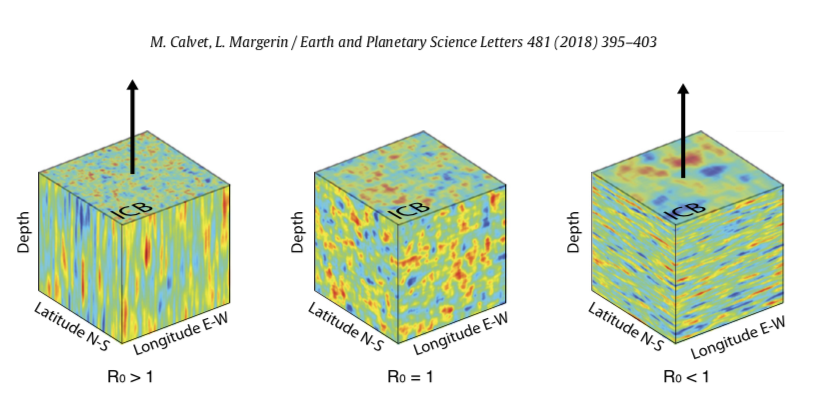 M. Calvet, L. Margerin / Earth and Planetary Science Letters 481 (2018) 395–403
ICB
Depth
Latitude N-S
Longitude E-W
R₀ > 1
ICB
Depth
Latitude N-S
Longitude E-W
R₀ = 1
ICB
Depth
Latitude N-S
Longitude E-W
R₀ < 1